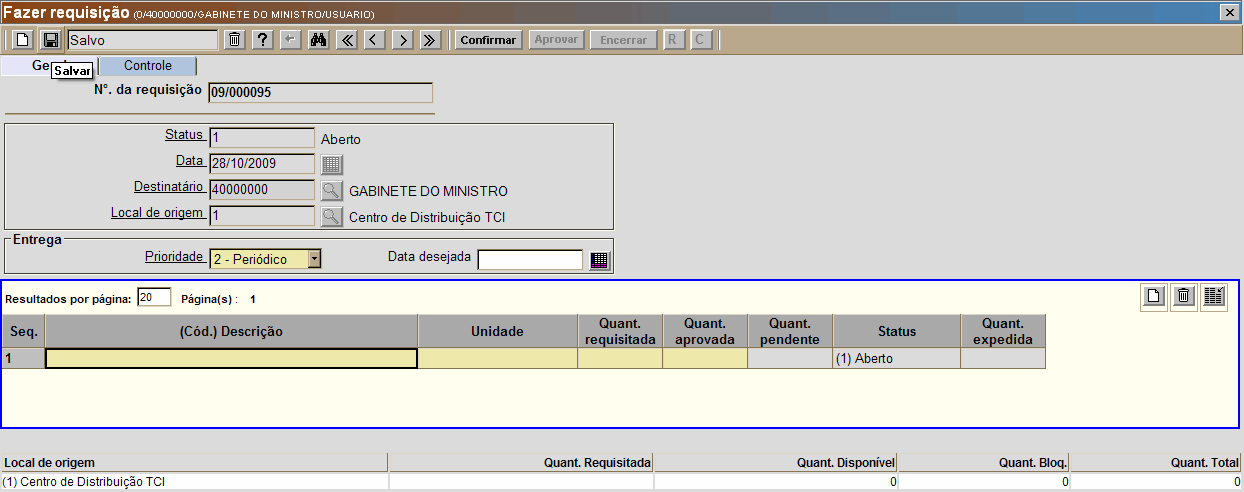 Fazer requisição (0/40000000/GABINETE DO MINISTRO/USUARIO)
Salvo ? Confirmar Aprovar Encerrar R C
Ge Salvar Controle
N°. da requisição 09/000095
Status 1 Aberto
Data 28/10/2009
Destinatário 40000000 GABINETE DO MINISTRO
Local de origem 1 Centro de Distribuição TCI
Entrega
Prioridade 2 - Periódico Data desejada
Resultados por página: 20 Página(s) : 1
Seq. (Cód.) Descrição Unidade Quant. requisitada Quant. aprovada Quant. pendente Status Quant. expedida
1 (1) Aberto
Local de origem Quant. Requisitada Quant. Disponível Quant. Bloq. Quant. Total
(1) Centro de Distribuição TCI 0 0 0